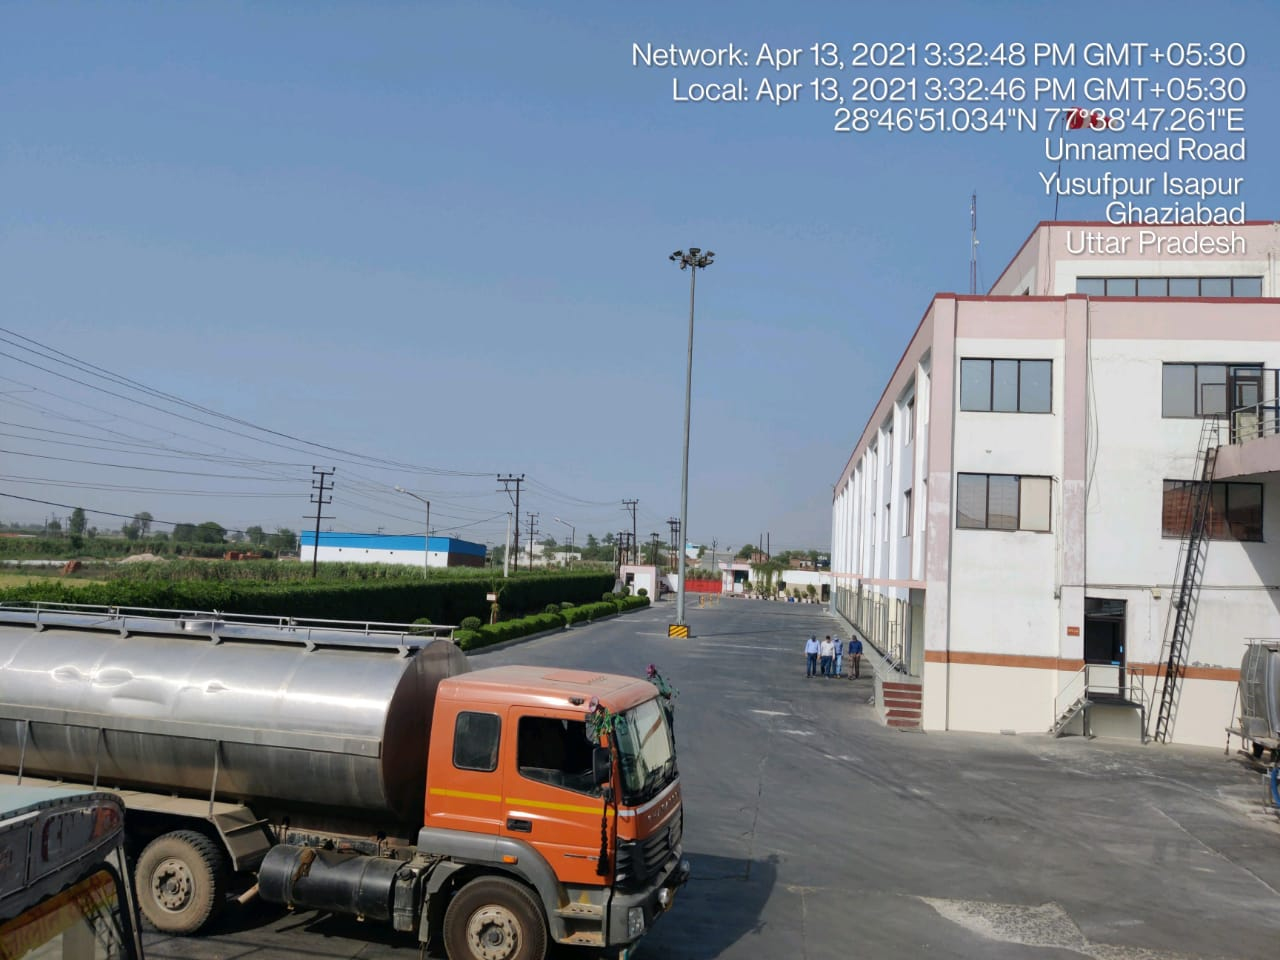 Network: Apr 13, 2021 3:32:48 PM GMT+05:30
Local: Apr 13, 2021 3:32:46 PM GMT+05:30
28°46'51.034"N 77°38'47.261"E
Unnamed Road
Yusufpur Isapur
Ghaziabad
Uttar Pradesh